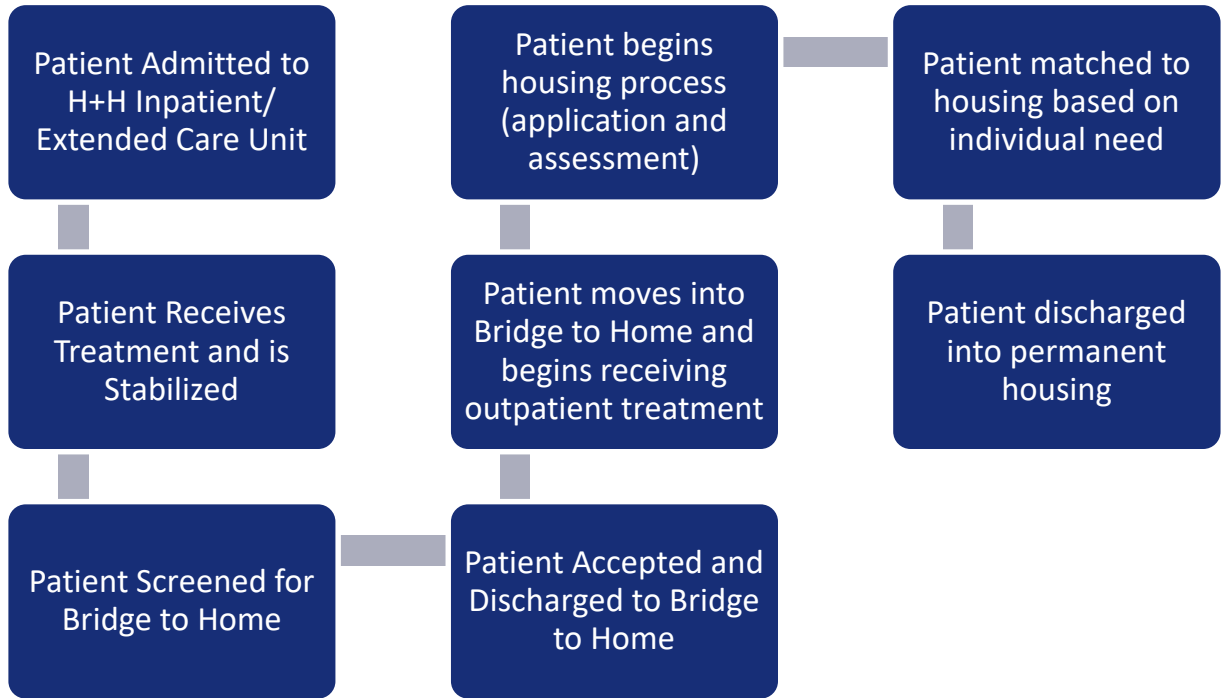 Patient Admitted to
H+H Inpatient/
Extended Care Unit
Patient Receives
Treatment and is
Stabilized
Patient Screened for
Bridge to Home
Patient Accepted and
Discharged to Bridge
to Home
Patient moves into
Bridge to Home and
begins receiving
outpatient treatment
Patient begins
housing process
(application and
assessment)
Patient matched to
housing based on
individual need
Patient discharged
into permanent
housing